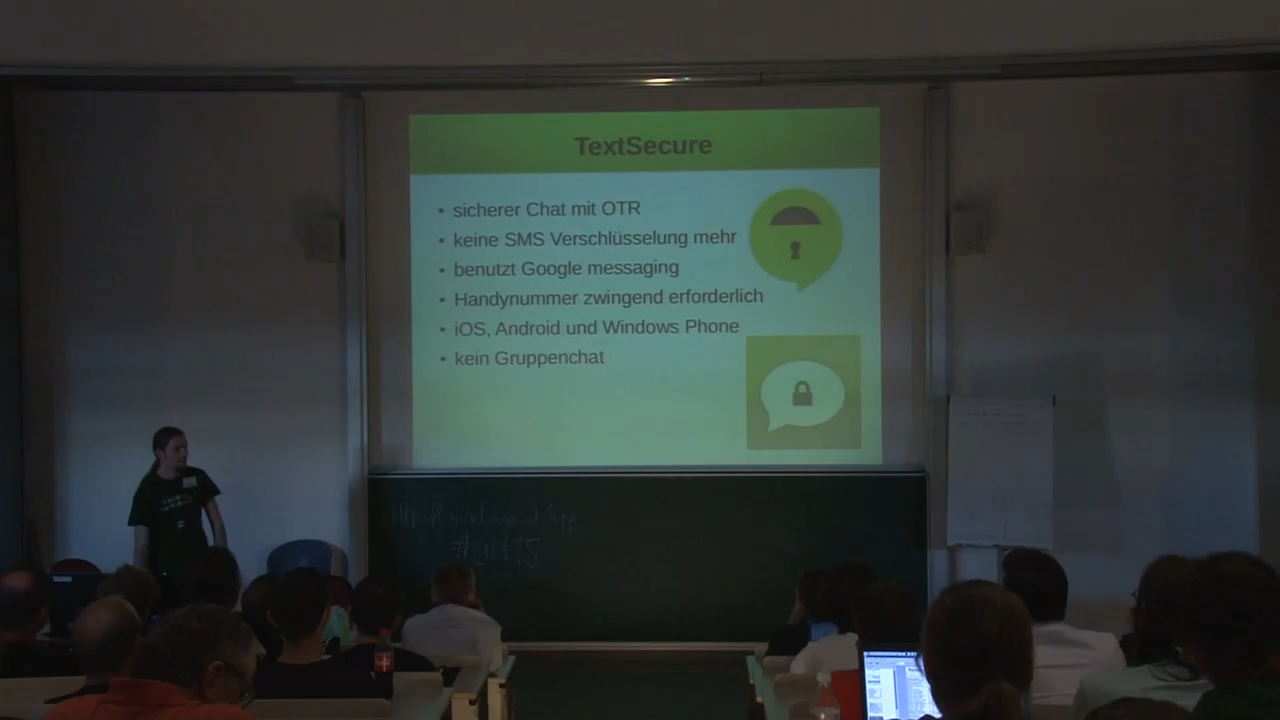 TextSecure
• sicherer Chat mit OTR
• keine SMS Verschlüsselung mehr
• benutzt Google messaging
• Handynummer zwingend erforderlich
• iOS, Android und Windows Phone
• kein Gruppenchat